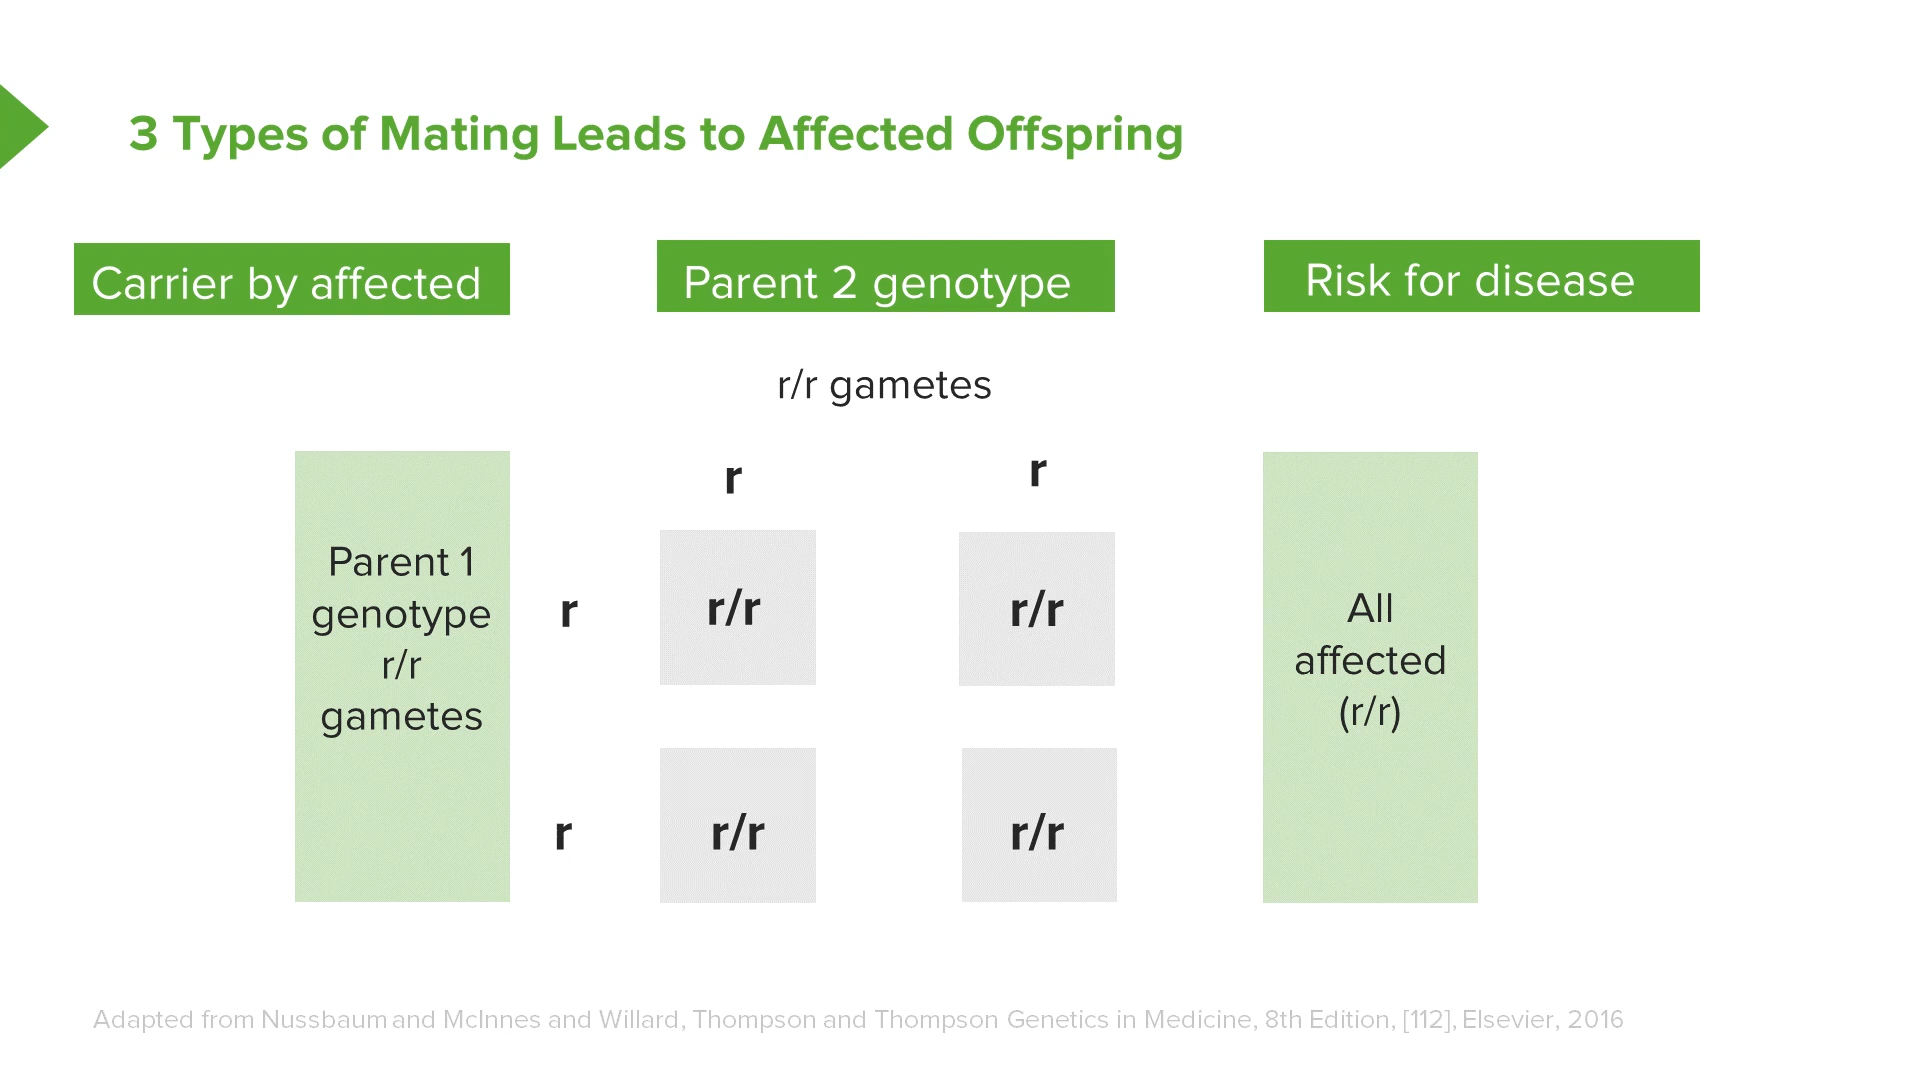 3 Types of Mating Leads to Affected Offspring
Carrier by affected
Parent 2 genotype
Risk for disease
r/r gametes
r
r
Parent 1
genotype
r/r
gametes
r
r/r
r/r
r
r/r
r/r
All
affected
(r/r)
Adapted from Nussbaum and McInnes and Willard, Thompson and Thompson Genetics in Medicine, 8th Edition, [112], Elsevier, 2016